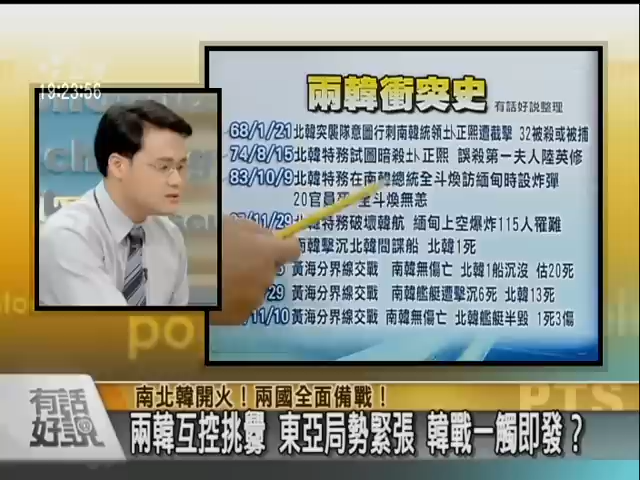 19:23:56
兩韓衝突史 有話好說整理
68/1/21 北韓突襲隊意圖行刺南韓統領朴正熙遭截擊 32被殺或被捕
74/8/15 北韓特務試圖暗殺朴正熙 誤殺第一夫人陸英修
83/10/9 北韓特務在南韓總統全斗煥訪緬甸時設炸彈
20官員死 全斗煥無恙
/11/29 北韓特務破壞韓航 緬甸上空爆炸115人罹難
南韓擊沉北韓間諜船 北韓1死
黃海分界線交戰 南韓無傷亡 北韓1船沉沒 估20死
29 黃海分界線交戰 南韓艦艇遭擊沉6死 北韓13死
/11/10 黃海分界線交戰 南韓無傷亡 北韓艦艇半毀 1死3傷
po
PTS
有話好說
南北韓開火！兩國全面備戰！
兩韓互控挑釁 東亞局勢緊張 韓戰一觸即發？